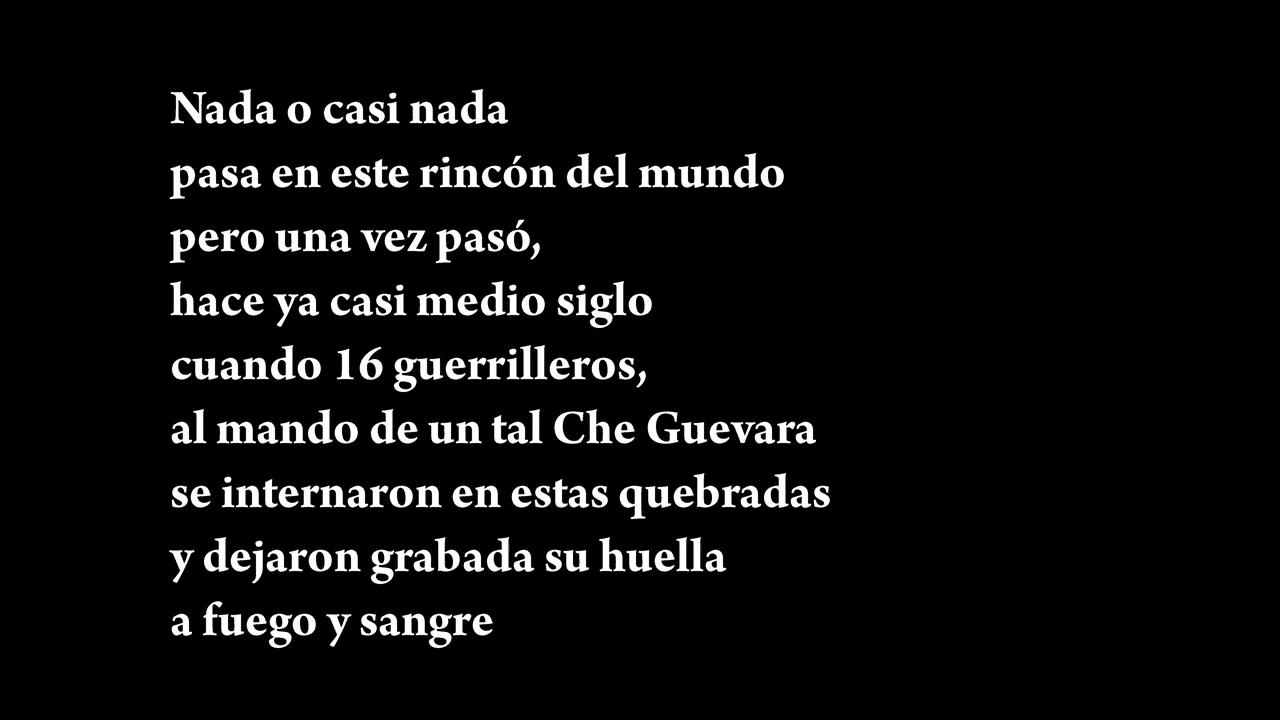 Nada o casi nada
pasa en este rincón del mundo
pero una vez pasó,
hace ya casi medio siglo
cuando 16 guerrilleros,
al mando de un tal Che Guevara
se internaron en estas quebradas
y dejaron grabada su huella
a fuego y sangre